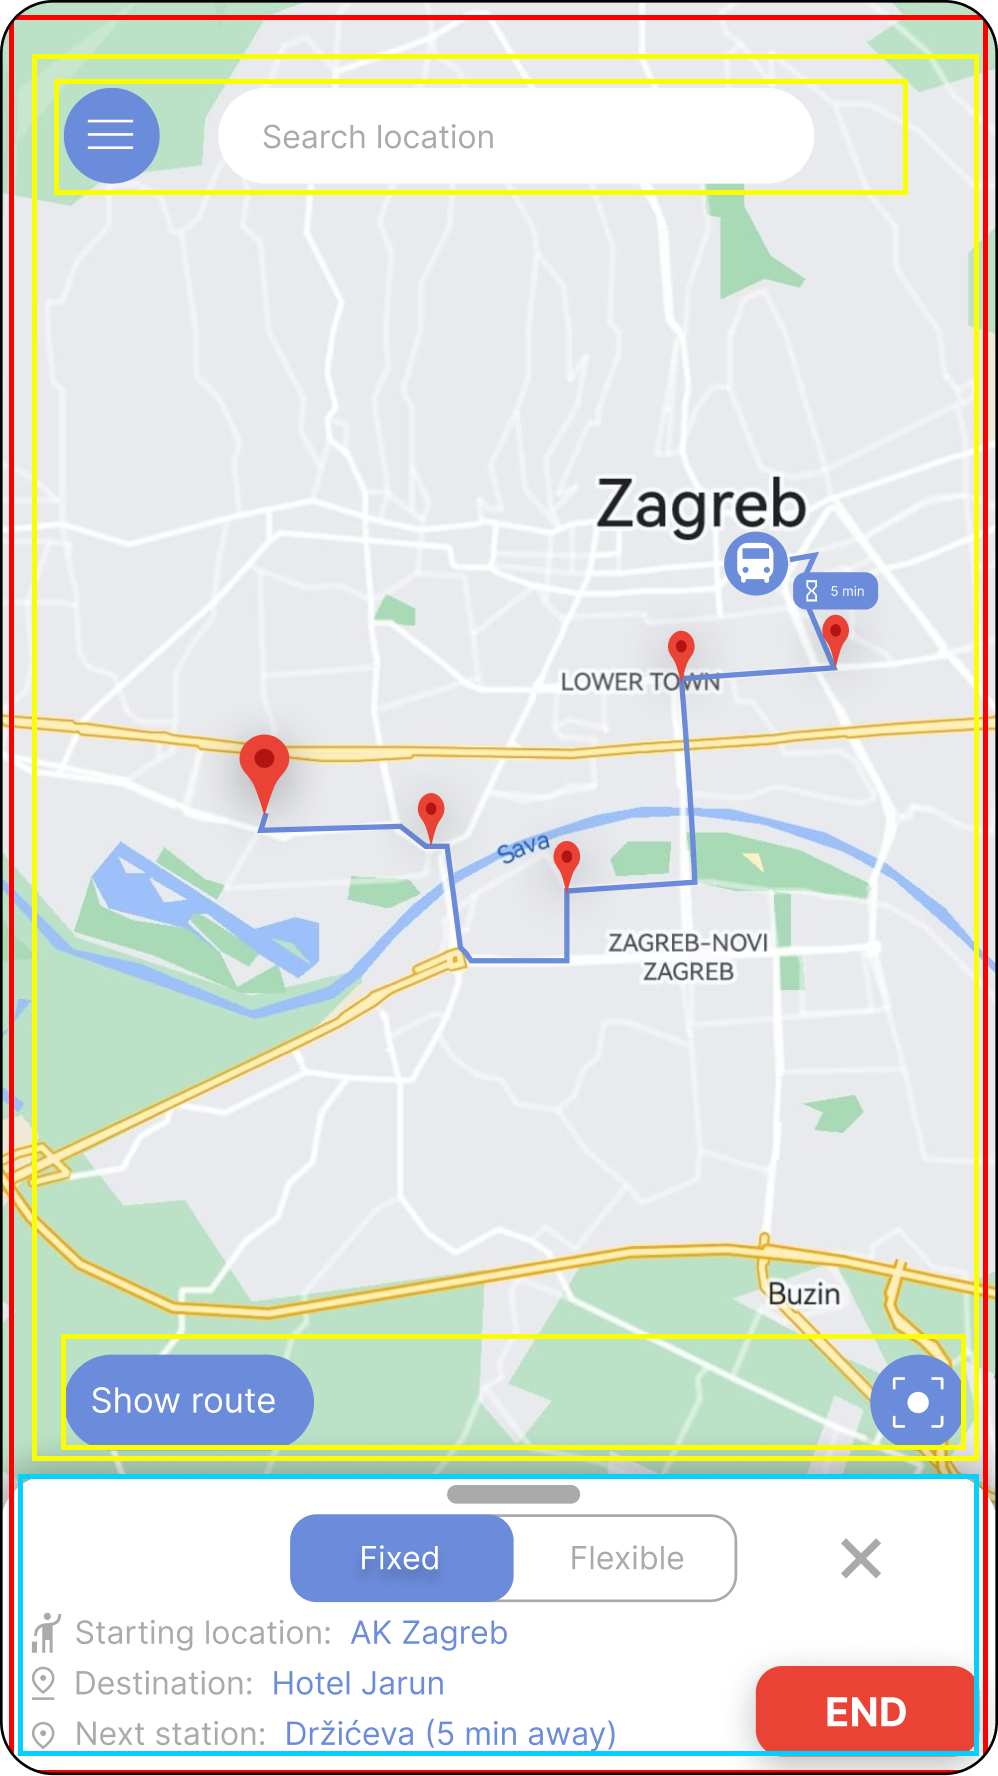 Search location
Zagreb
5 min
LOWER TOWN
Sava
ZAGREB-NOVI
ZAGREB
Buzin
Show route
Fixed
Flexible
Starting location: AK Zagreb
Destination: Hotel Jarun
END
Next station: Držićeva (5 min away)